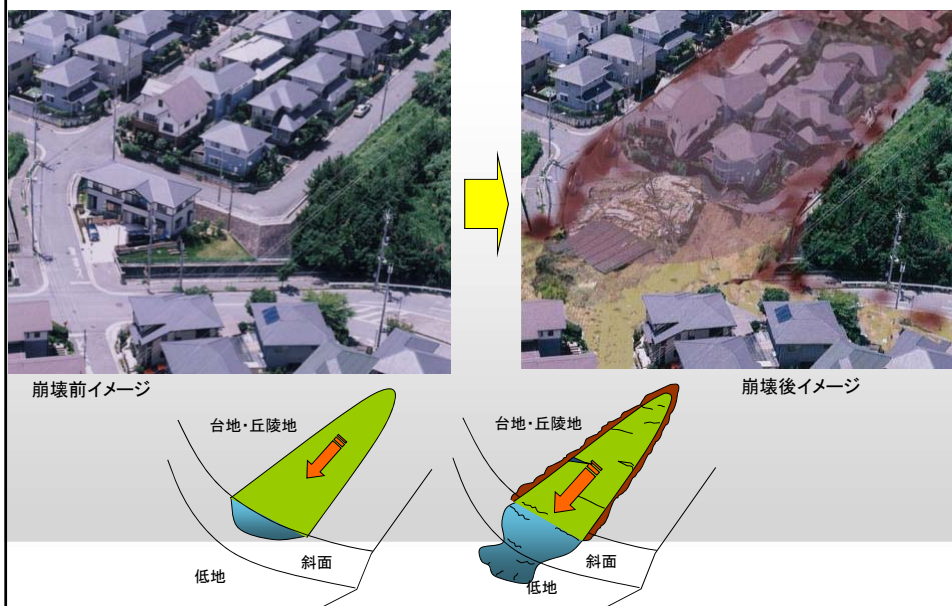 崩壊前イメージ
崩壊後イメージ
台地・丘陵地
斜面
低地
台地・丘陵地
斜面
低地